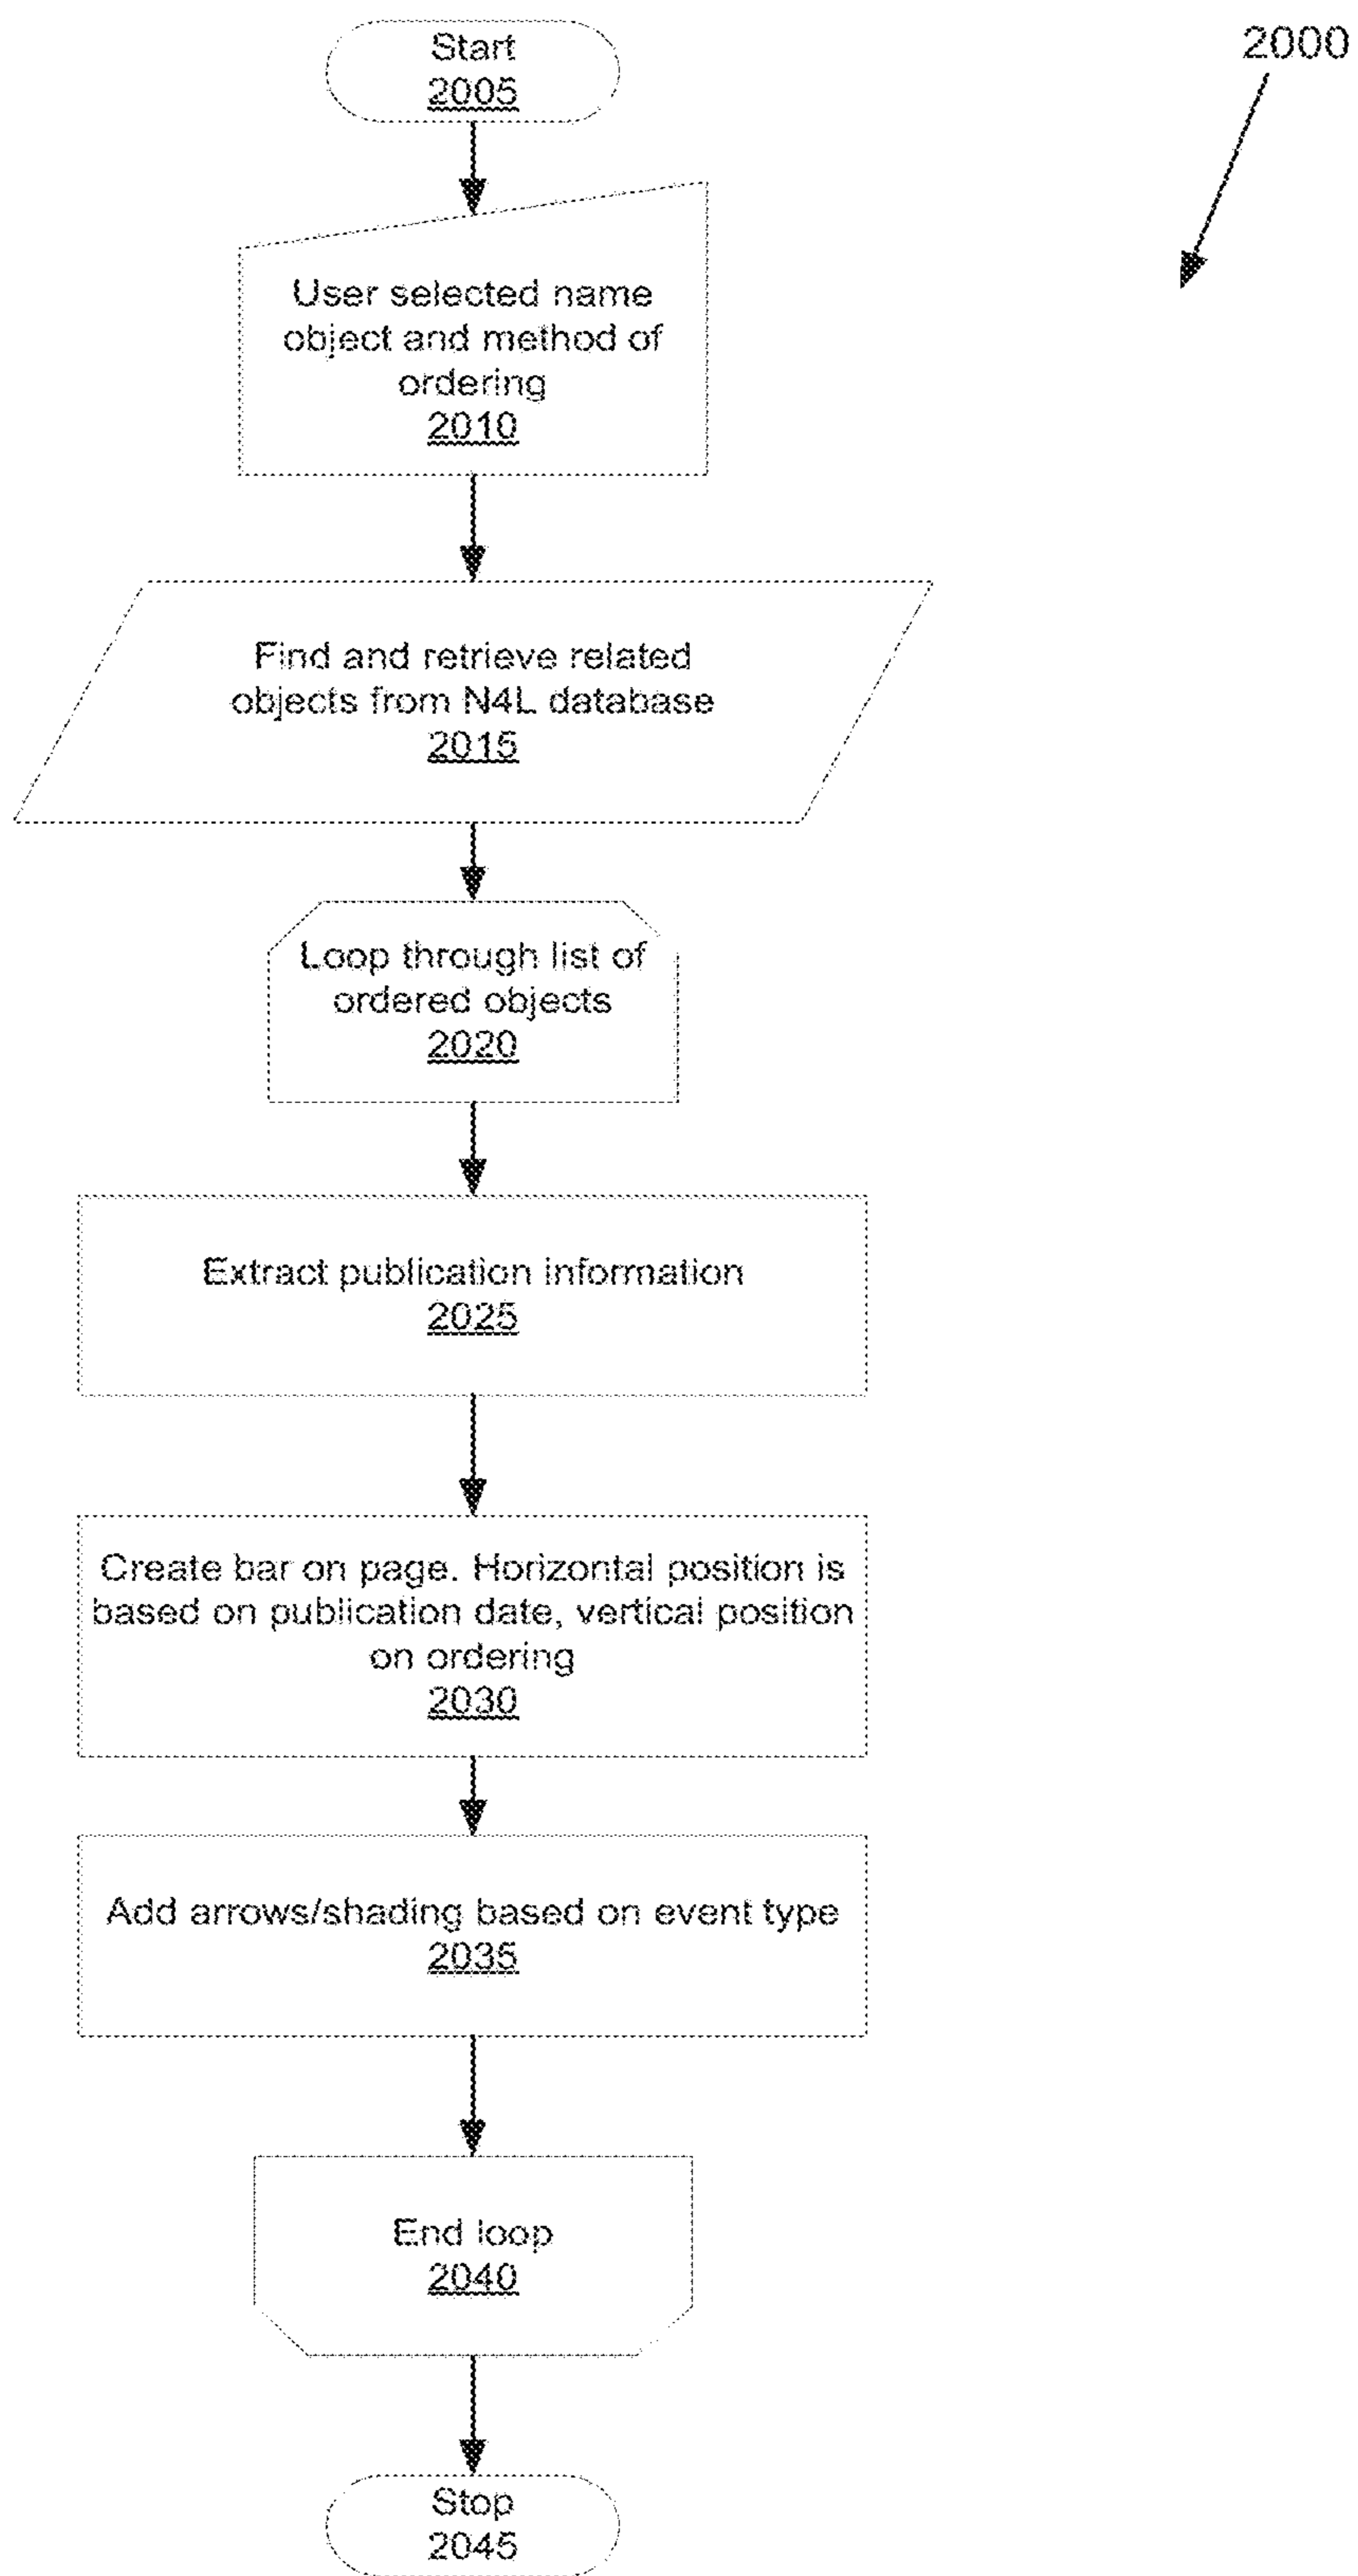 Start
2005
2000
User selected name
object and method of
ordering
2010
Find and retrieve related
objects from N4L database
2015
Loop through list of
ordered objects
2020
Extract publication information
2025
Create bar on page. Horizontal position is
based on publication date, vertical position
on ordering
2030
Add arrows/shading based on event type
2035
End loop
2040
Stop
2045